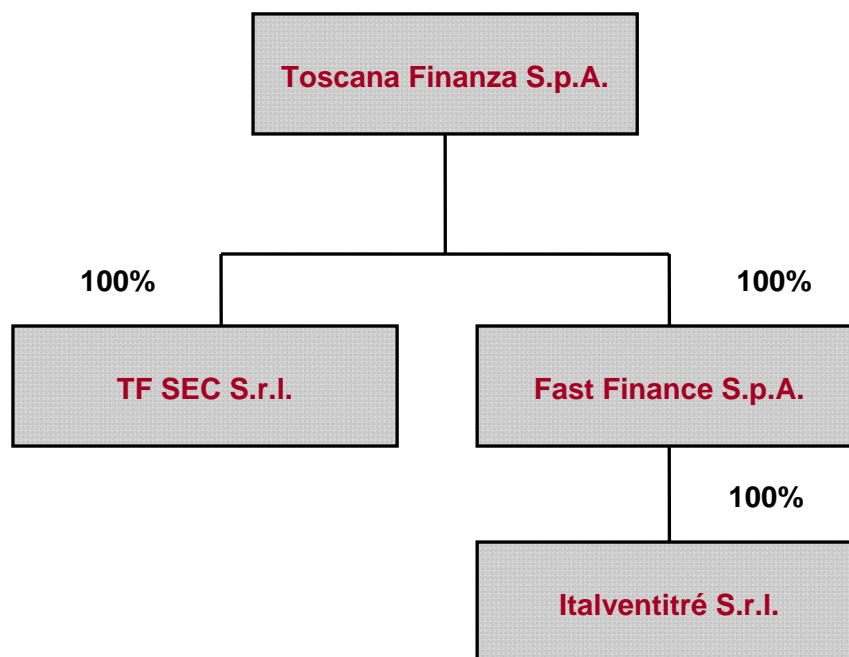 Toscana Finanza S.p.A.
100%
100%
TF SEC S.r.l.
Fast Finance S.p.A.
100%
Italventitré S.r.l.